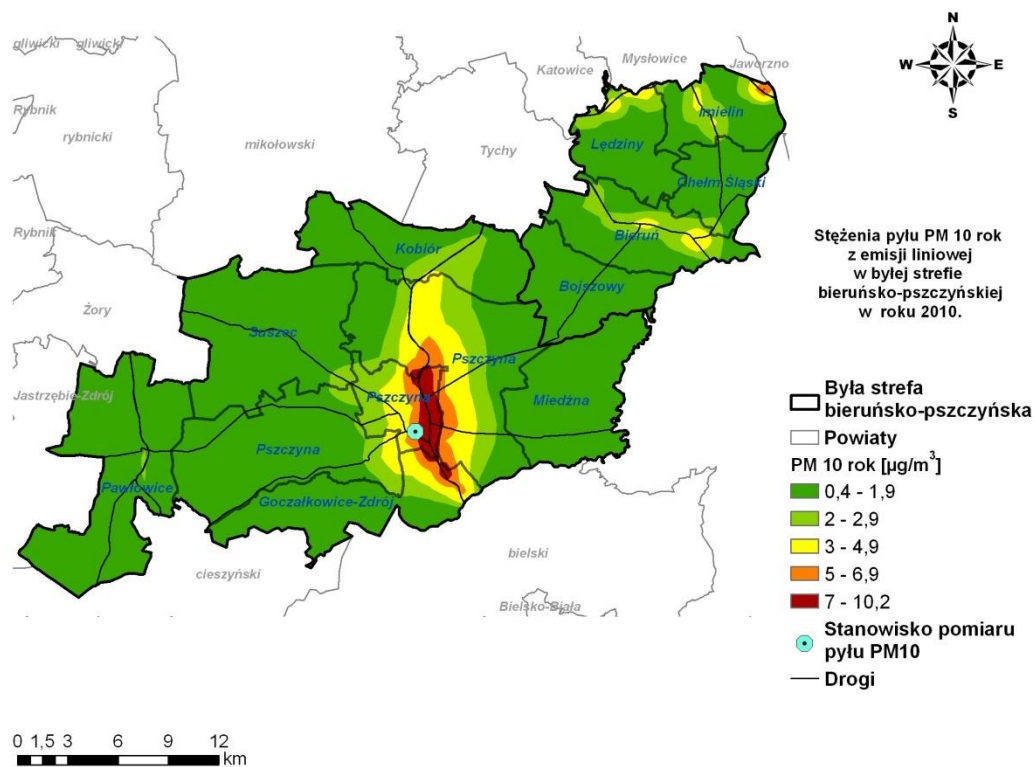 gliwicki gliwicki
Rybnik
rybnicki
mikołowski
Rybnik
Żory
Jastrzębie-Zdrój
Tychy
Katowice
Mysłowice
Jaworzno
Imielin
Lędziny
Chełm Śląski
Bieruń
Bojszowy
Kobiór
Suszec
Pszczyna
Pszczyna
Miedźna
Pszczyna
Pawłowice
Goczałkowice-Zdrój
cieszyński
bielski
Bielsko-Biała
N
W E
S
Stężenia pyłu PM 10 rok
z emisji liniowej
w byłej strefie
bieruńsko-pszczyńskiej
w roku 2010.
Była strefa
bieruńsko-pszczyńska
Powiaty
PM 10 rok [µg/m³]
0,4 - 1,9
2 - 2,9
3 - 4,9
5 - 6,9
7 - 10,2
Stanowisko pomiaru
pyłu PM10
Drogi
0 1,5 3 6 9 12
km